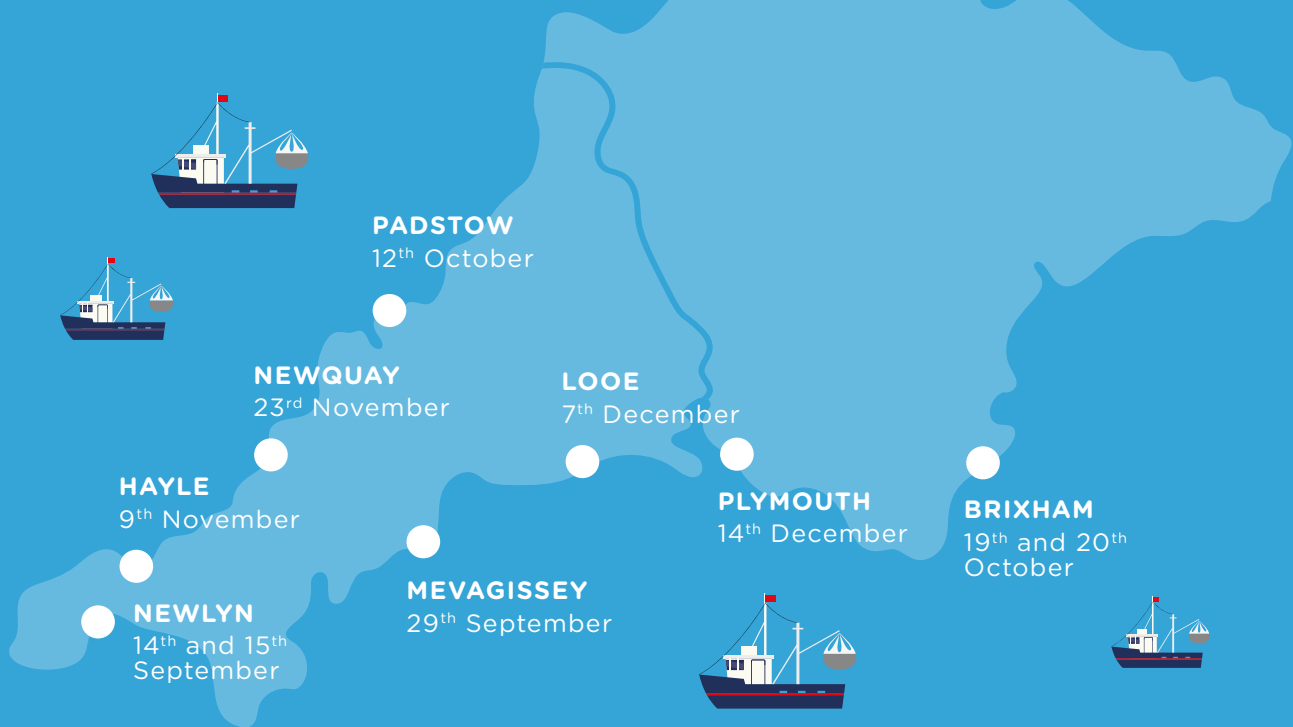 PADSTOW
12th October
NEWQUAY
23rd November
LOOE
7th December
HAYLE
9th November
PLYMOUTH
14th December
BRIXHAM
19th and 20th
October
MEVAGISSEY
29th September
NEWLYN
14th and 15th
September